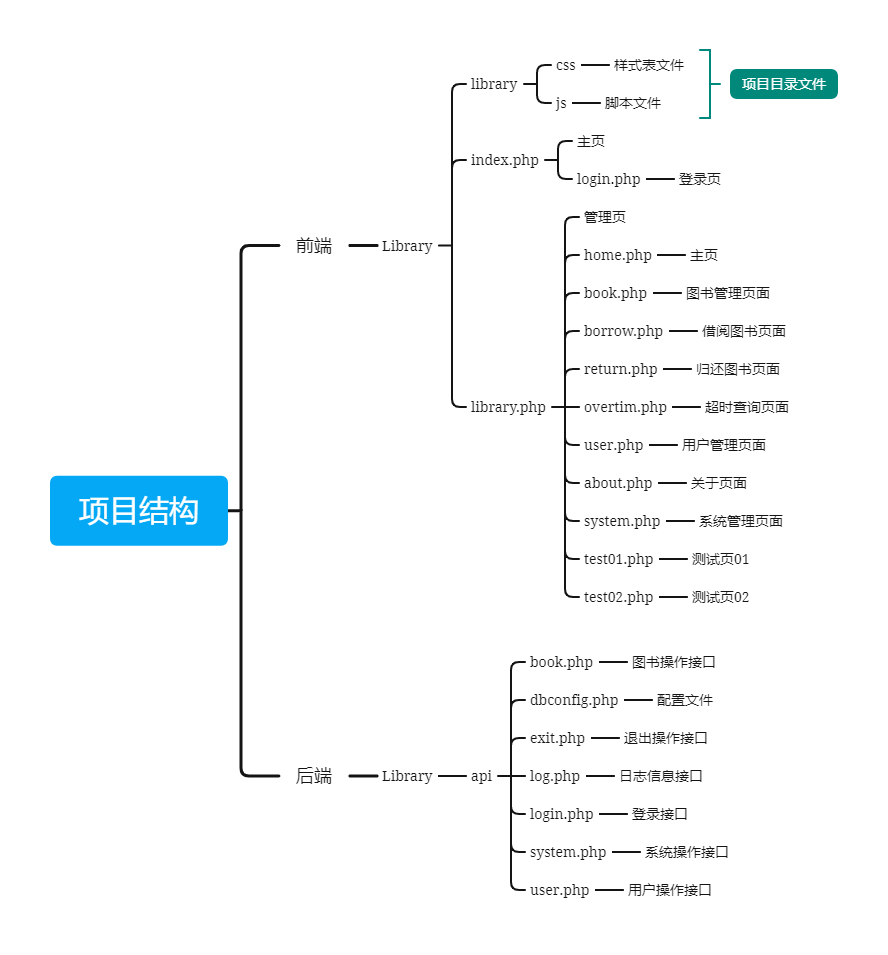 项目结构
前端
Library
library
css
样式表文件
js
脚本文件
项目目录文件
index.php
主页
login.php
登录页
library.php
管理页
home.php
主页
book.php
图书管理页面
borrow.php
借阅图书页面
return.php
归还图书页面
overtim.php
超时查询页面
user.php
用户管理页面
about.php
关于页面
system.php
系统管理页面
test01.php
测试页01
test02.php
测试页02
后端
Library
api
book.php
图书操作接口
dbconfig.php
配置文件
exit.php
退出操作接口
log.php
日志信息接口
login.php
登录接口
system.php
系统操作接口
user.php
用户操作接口